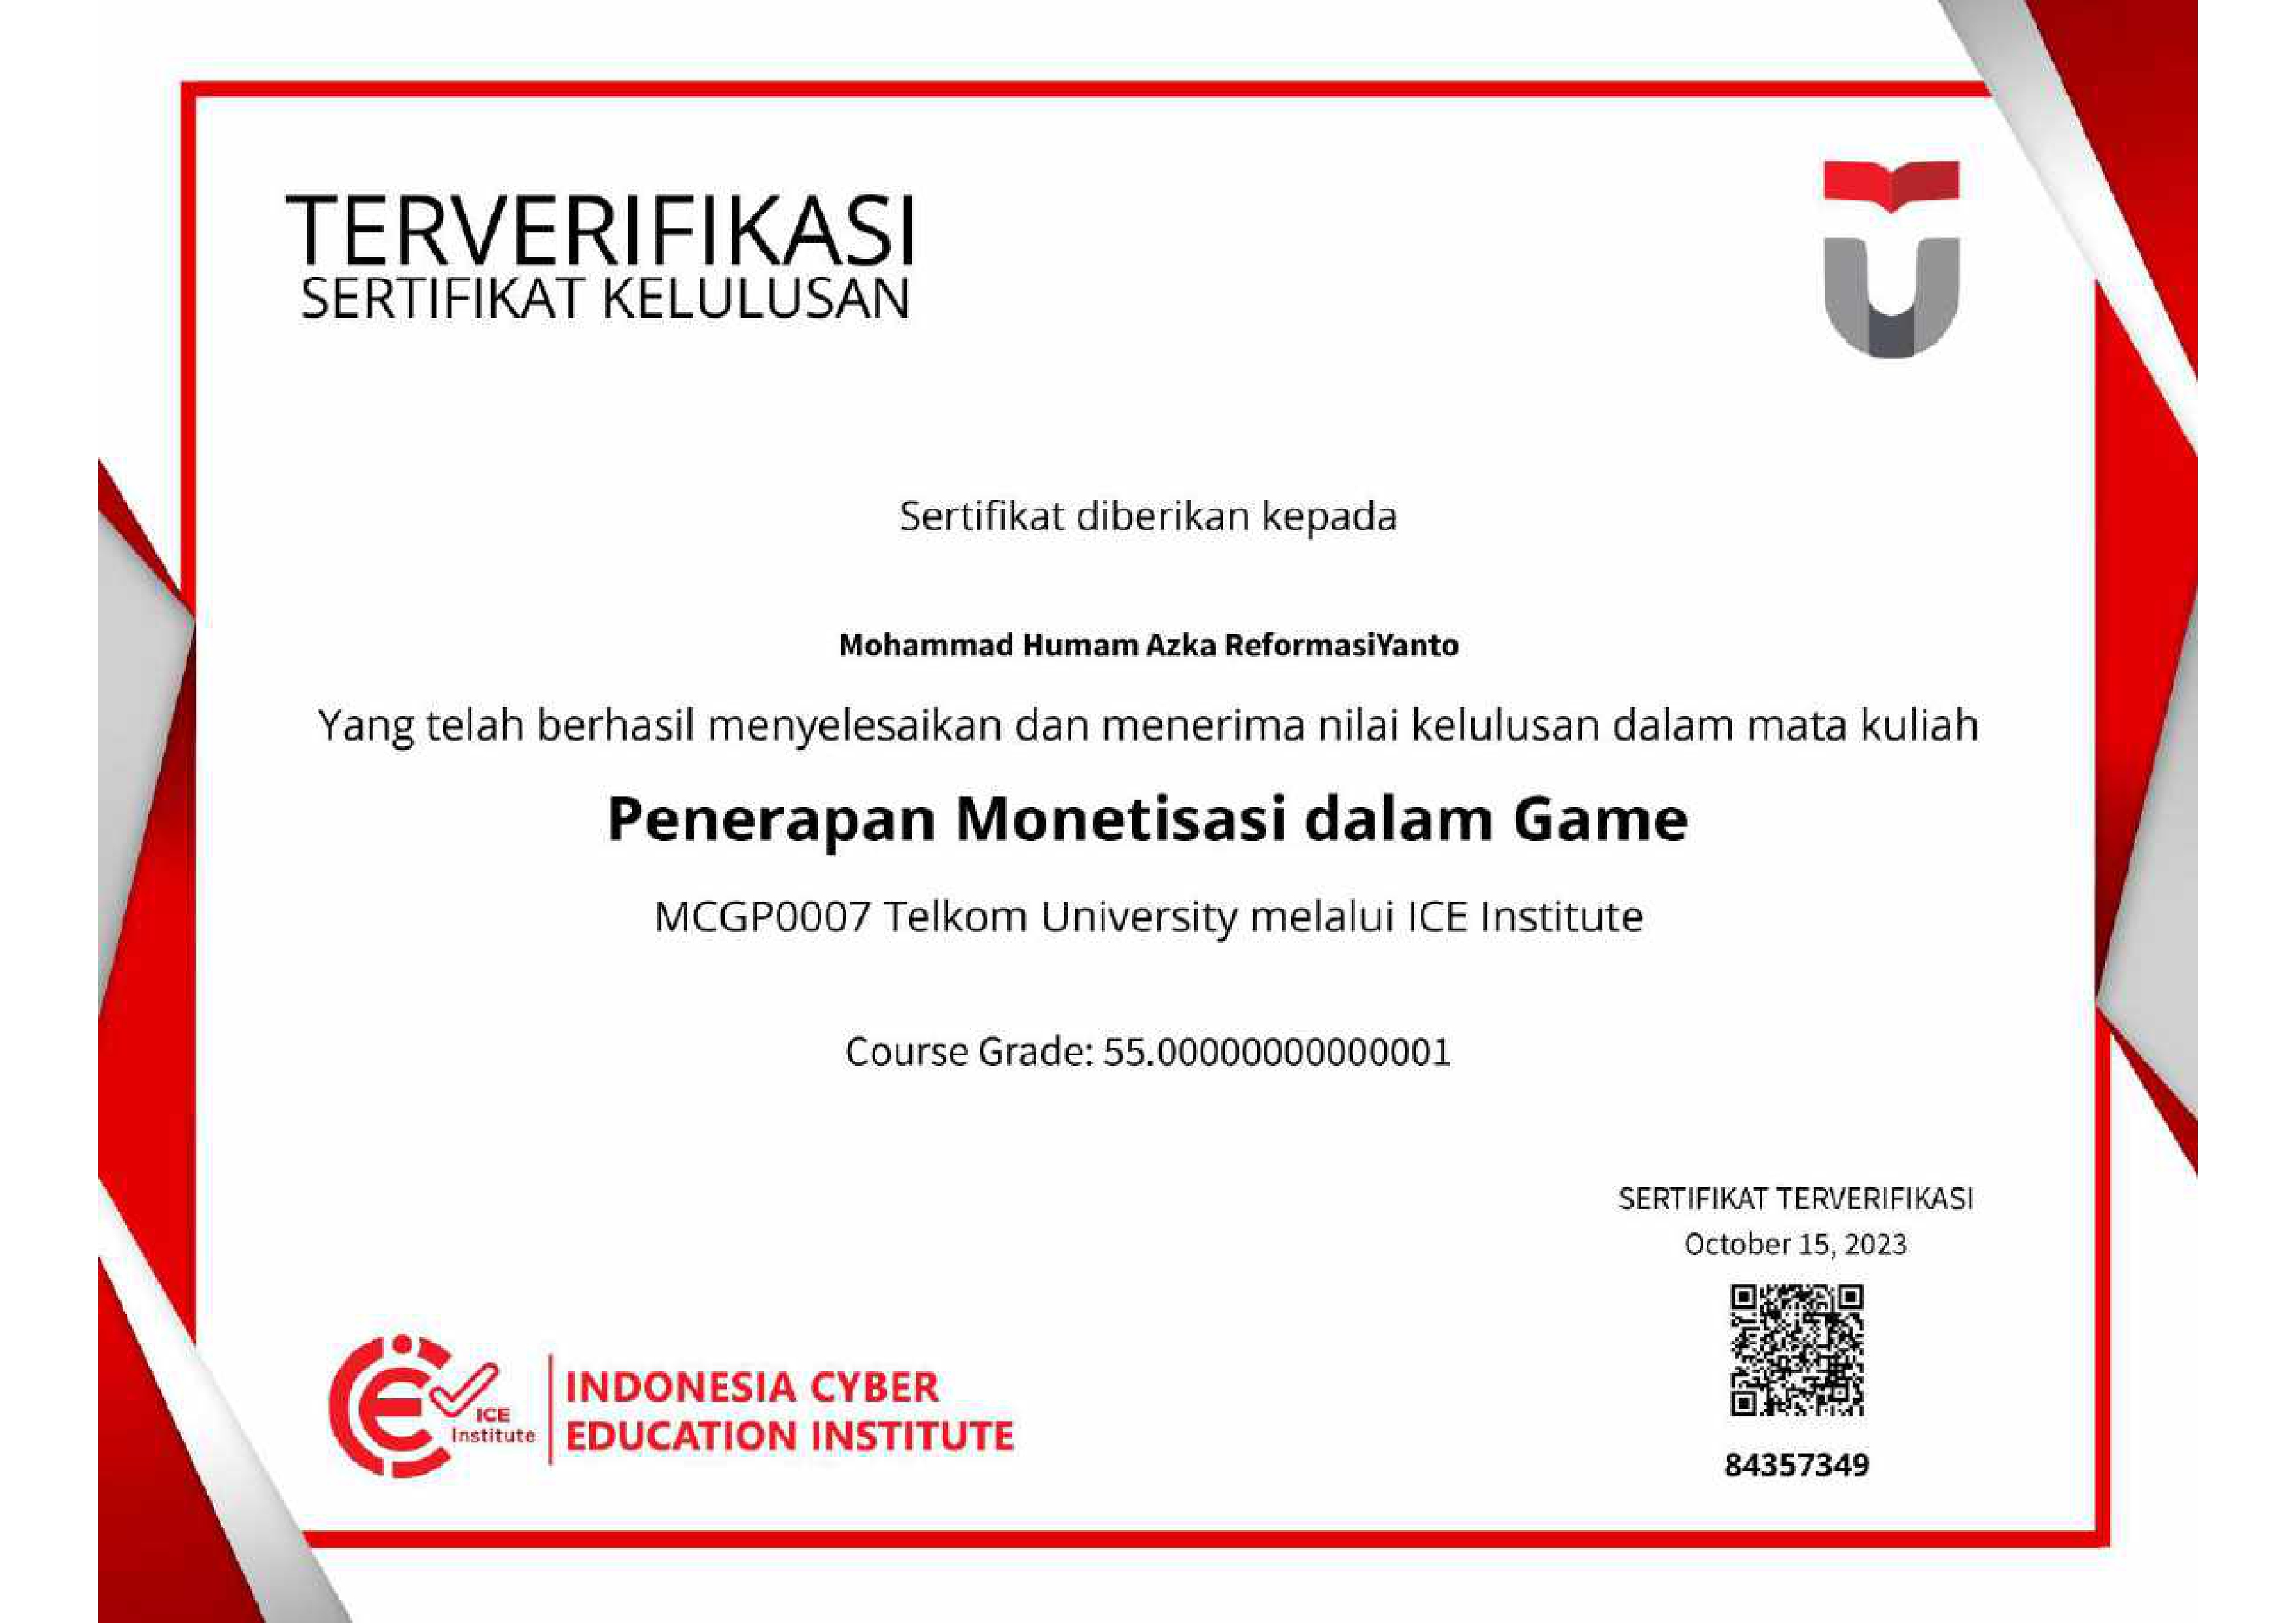 TERVERIFIKASI
SERTIFIKAT KELULUSAN
Sertifikat diberikan kepada
Mohammad Humam Azka ReformasiYanto
Yang telah berhasil menyelesaikan dan menerima nilai kelulusan dalam mata kuliah
Penerapan Monetisasi dalam Game
MCGP0007 Telkom University melalui ICE Institute
Course Grade: 55.00000000000001
SERTIFIKAT TERVERIFIKASI
October 15, 2023
ICE
Institute
INDONESIA CYBER
EDUCATION INSTITUTE
84357349